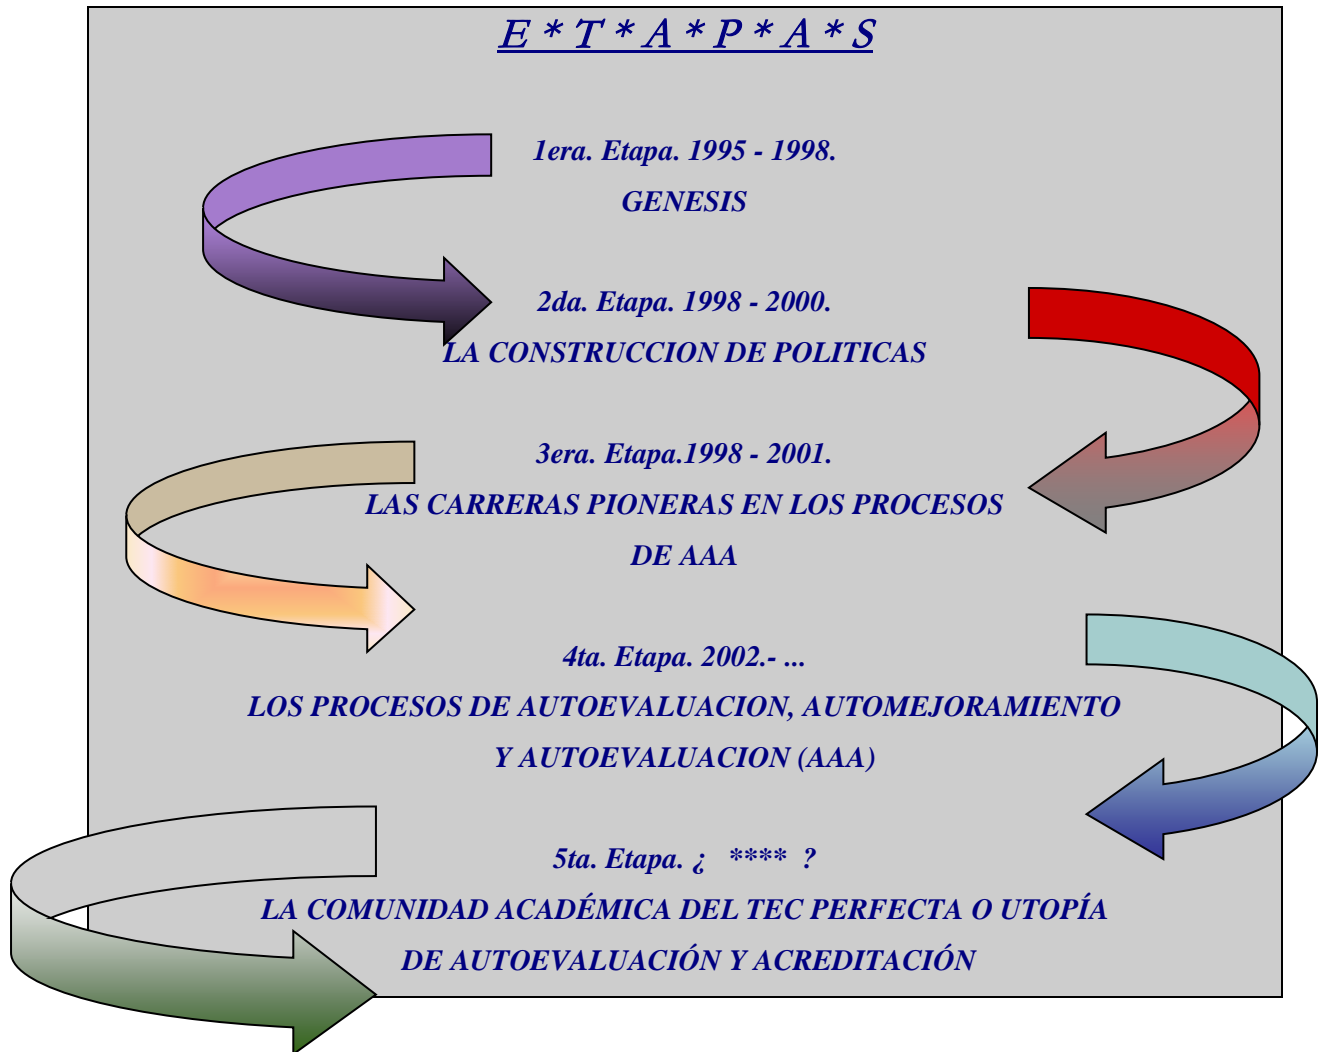 E * T * A * P * A * S
1era. Etapa. 1995 - 1998.
GENESIS
2da. Etapa. 1998 - 2000.
LA CONSTRUCCION DE POLITICAS
3era. Etapa.1998 - 2001.
LAS CARRERAS PIONERAS EN LOS PROCESOS
DE AAA
4ta. Etapa. 2002.- ...
LOS PROCESOS DE AUTOEVALUACION, AUTOMEJORAMIENTO
Y AUTOEVALUACION (AAA)
5ta. Etapa. ¿ **** ?
LA COMUNIDAD ACADÉMICA DEL TEC PERFECTA O UTOPÍA
DE AUTOEVALUACIÓN Y ACREDITACIÓN